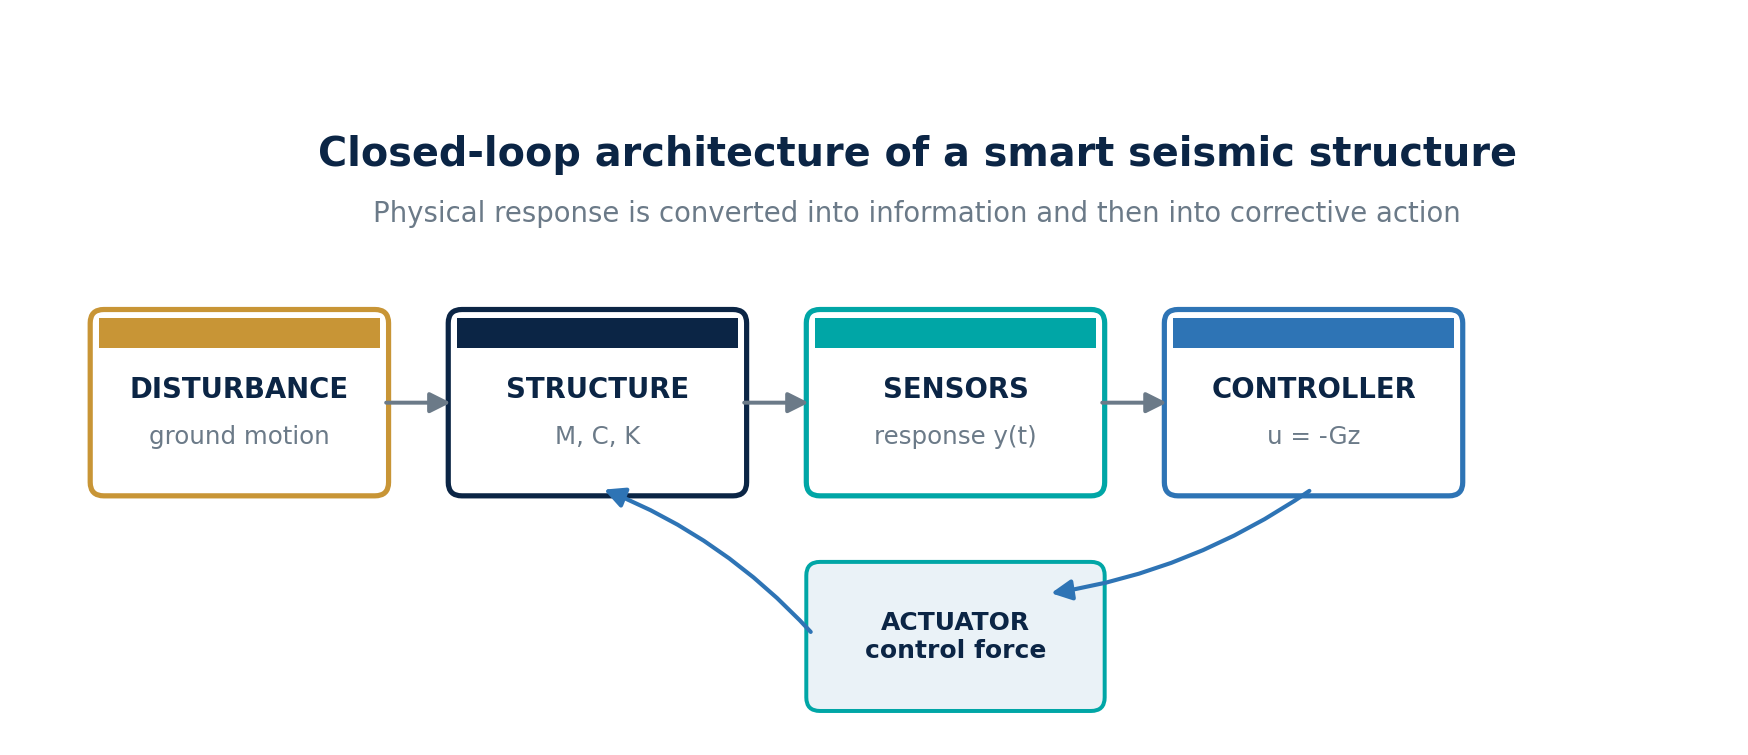 Closed-loop architecture of a smart seismic structure
Physical response is converted into information and then into corrective action
DISTURBANCE
ground motion
STRUCTURE
M, C, K
SENSORS
response y(t)
CONTROLLER
u = -Gz
ACTUATOR
control force